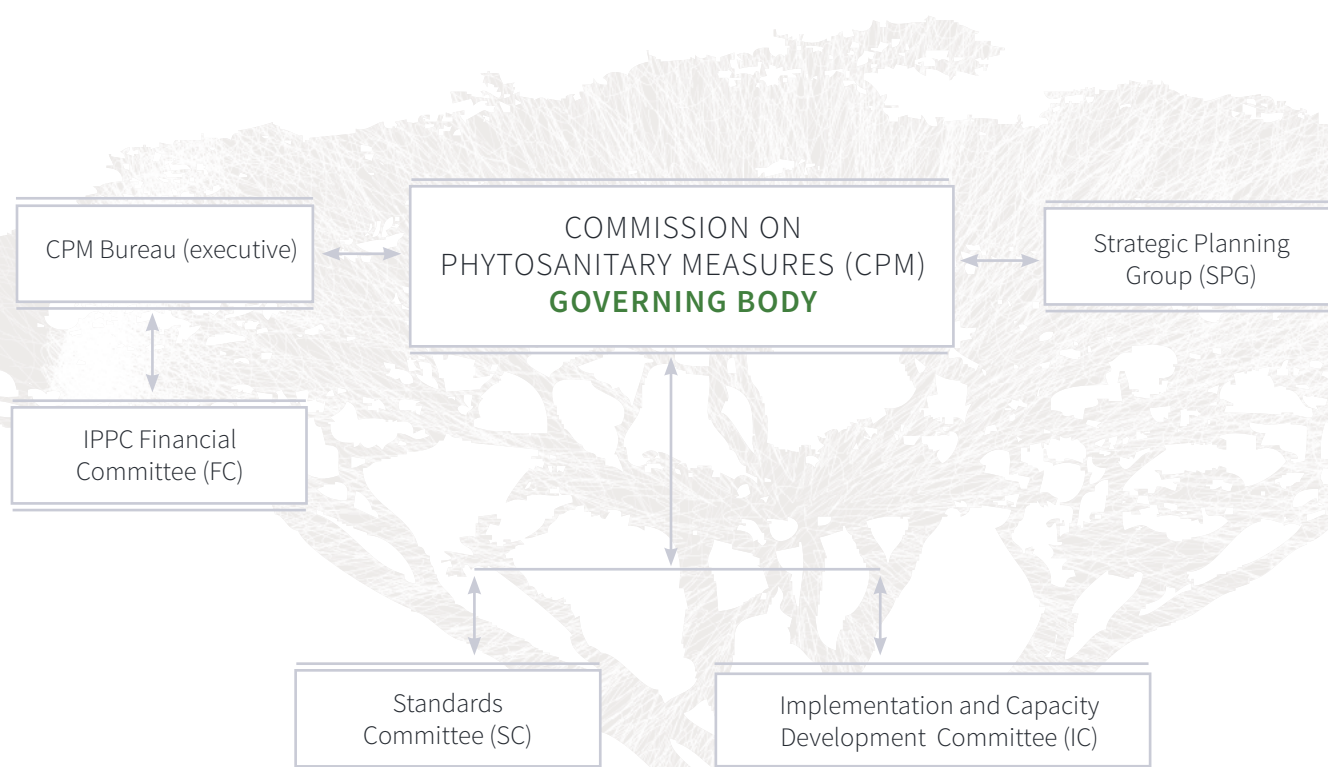 COMMISSION ON
PHYTOSANITARY MEASURES (CPM)
GOVERNING BODY
CPM Bureau (executive)
Strategic Planning
Group (SPG)
IPPC Financial
Committee (FC)
Standards
Committee (SC)
Implementation and Capacity
Development Committee (IC)